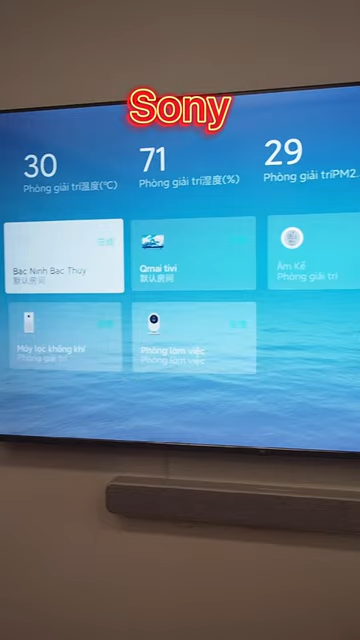 Sony
30
Phòng giải trí温度(℃)
71
Phòng giải trí湿度(%)
29
Phòng giải tríPM2...
Bac Ninh Bac Thuy
默认房间
Qmai tivi
默认房间
Ẩm Kế
Phòng giải trí
Máy lọc không khí
Phòng giải trí
Phòng làm việc
Phòng làm việc